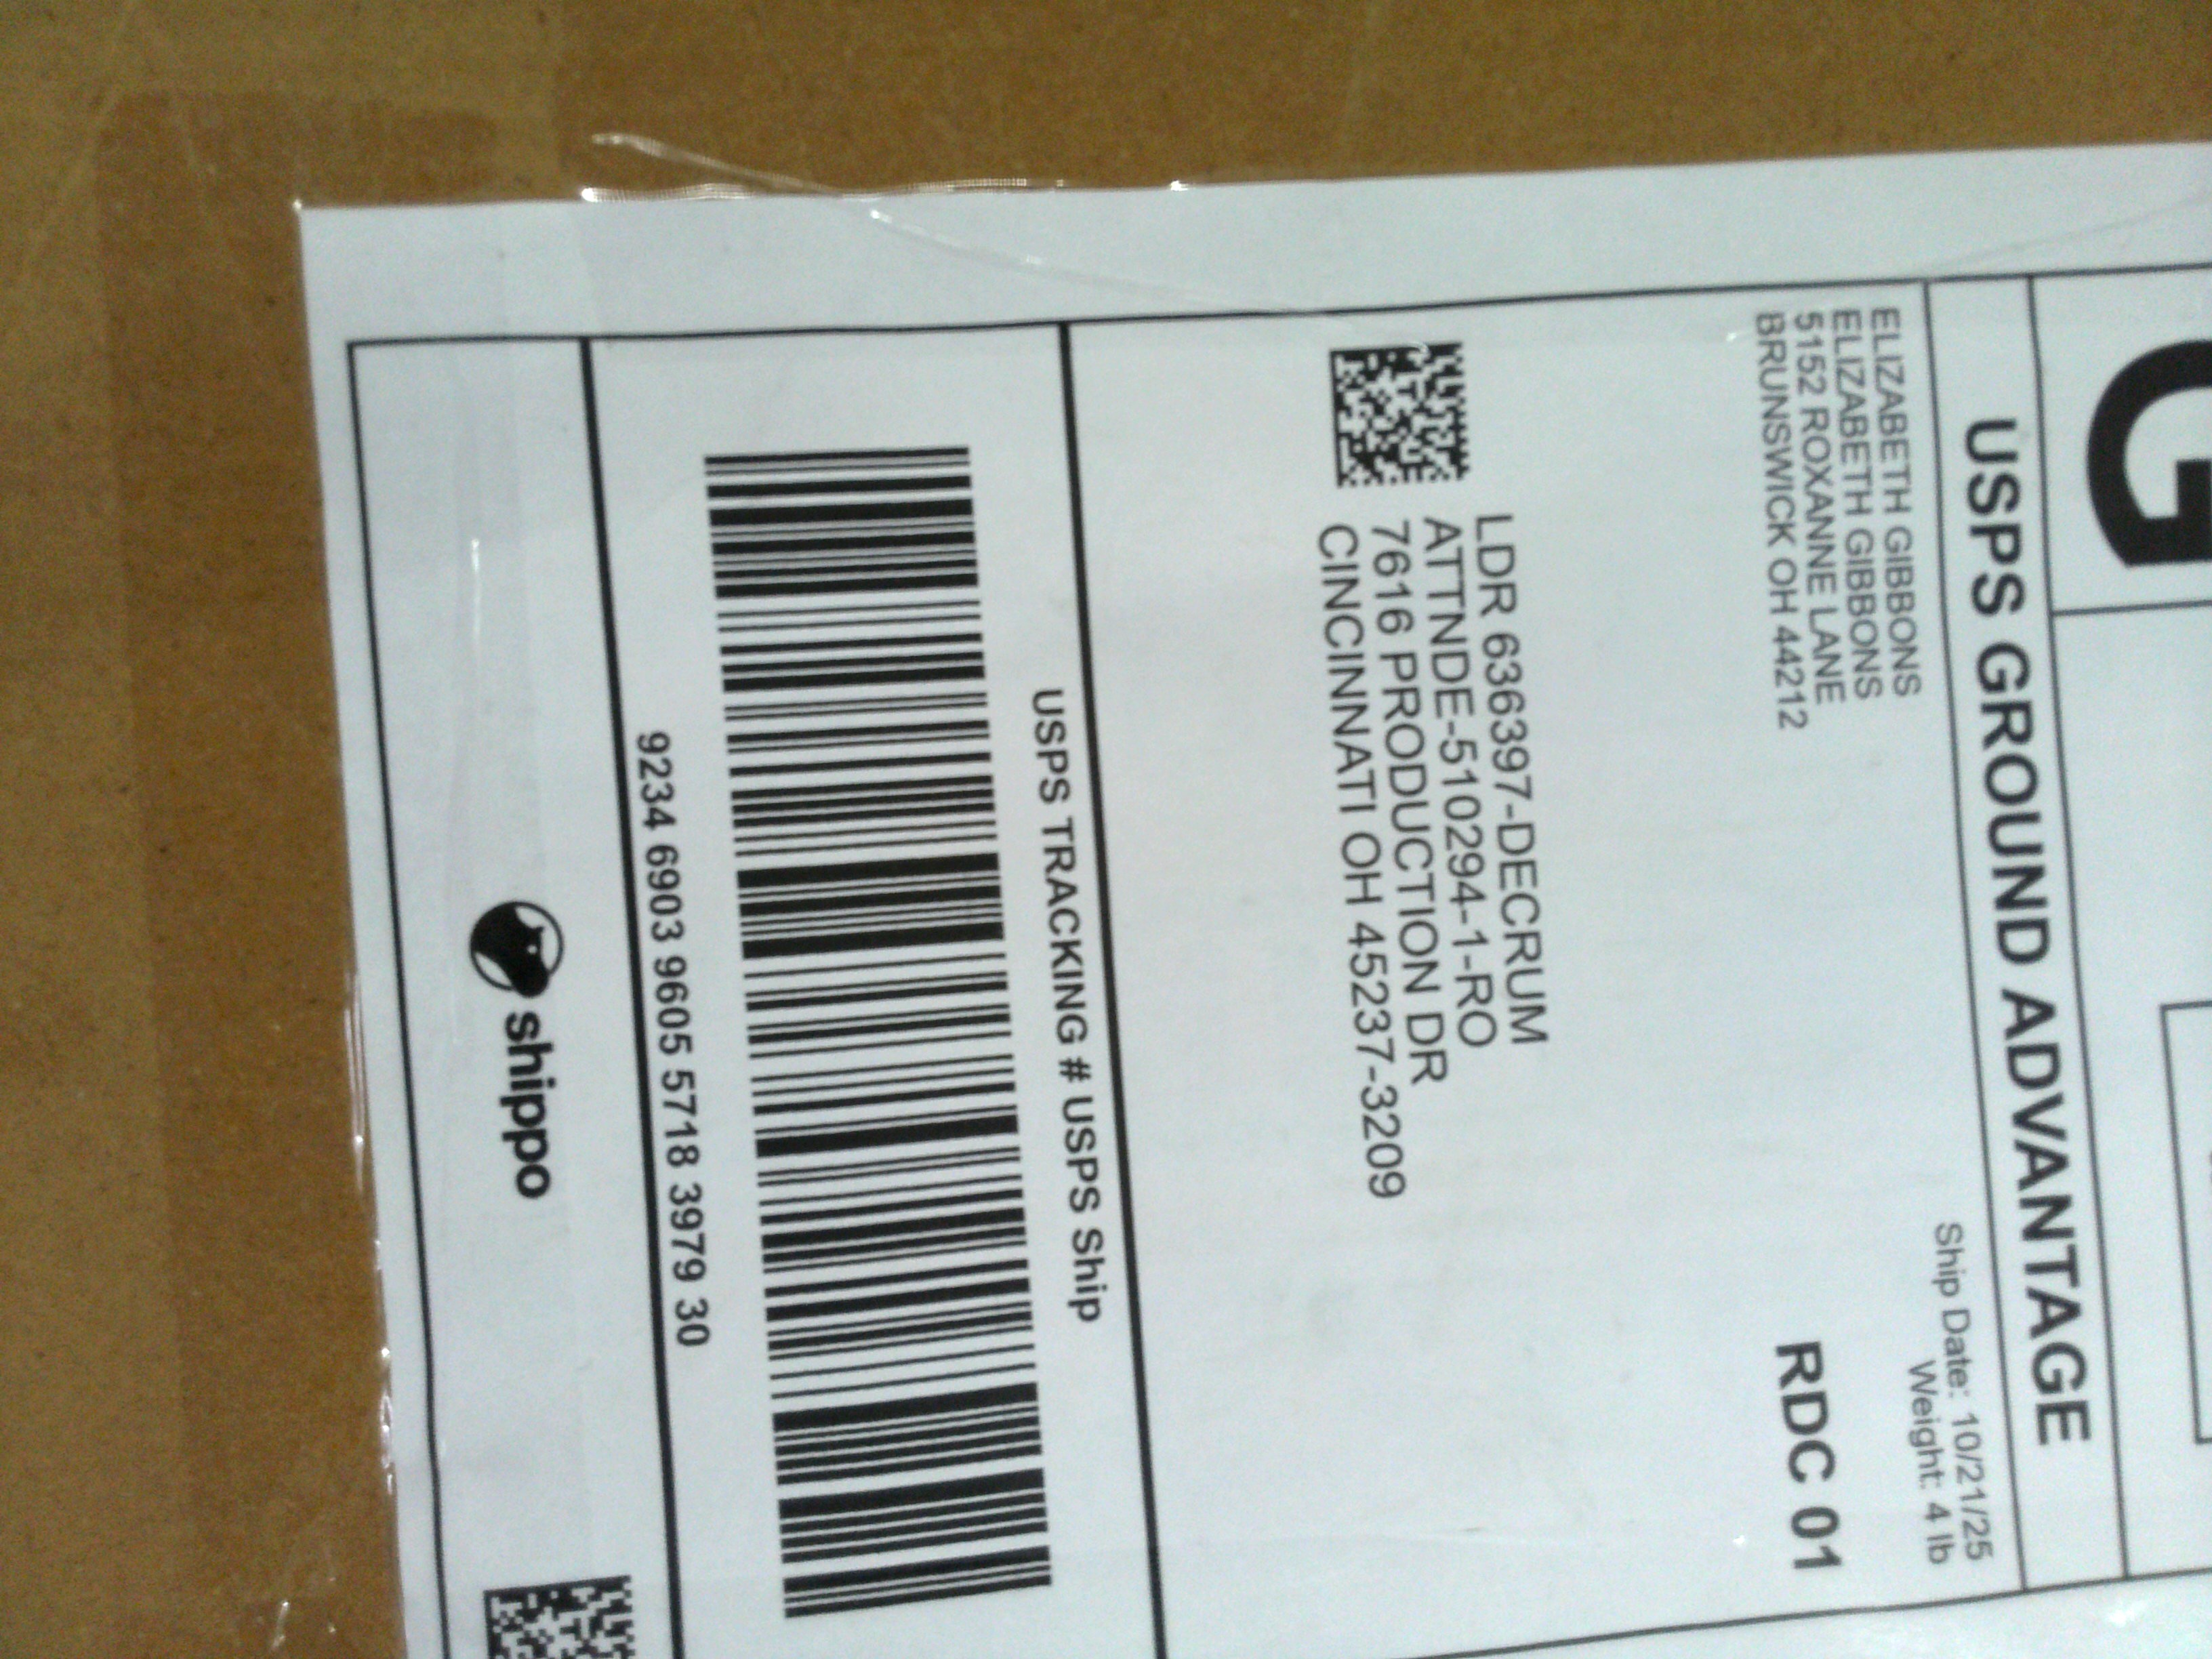 G
USPS GROUND ADVANTAGE
ELIZABETH GIBBONS
ELIZABETH GIBBONS
5152 ROXANNE LANE
BRUNSWICK OH 44212
Ship Date: 10/21/25
Weight: 4 lb
RDC 01
LDR 636397-DECRUM
ATTNDE-510294-1-RO
7616 PRODUCTION DR
CINCINNATI OH 45237-3209
USPS TRACKING # USPS Ship
9234 6903 9605 5718 3979 30
shippo